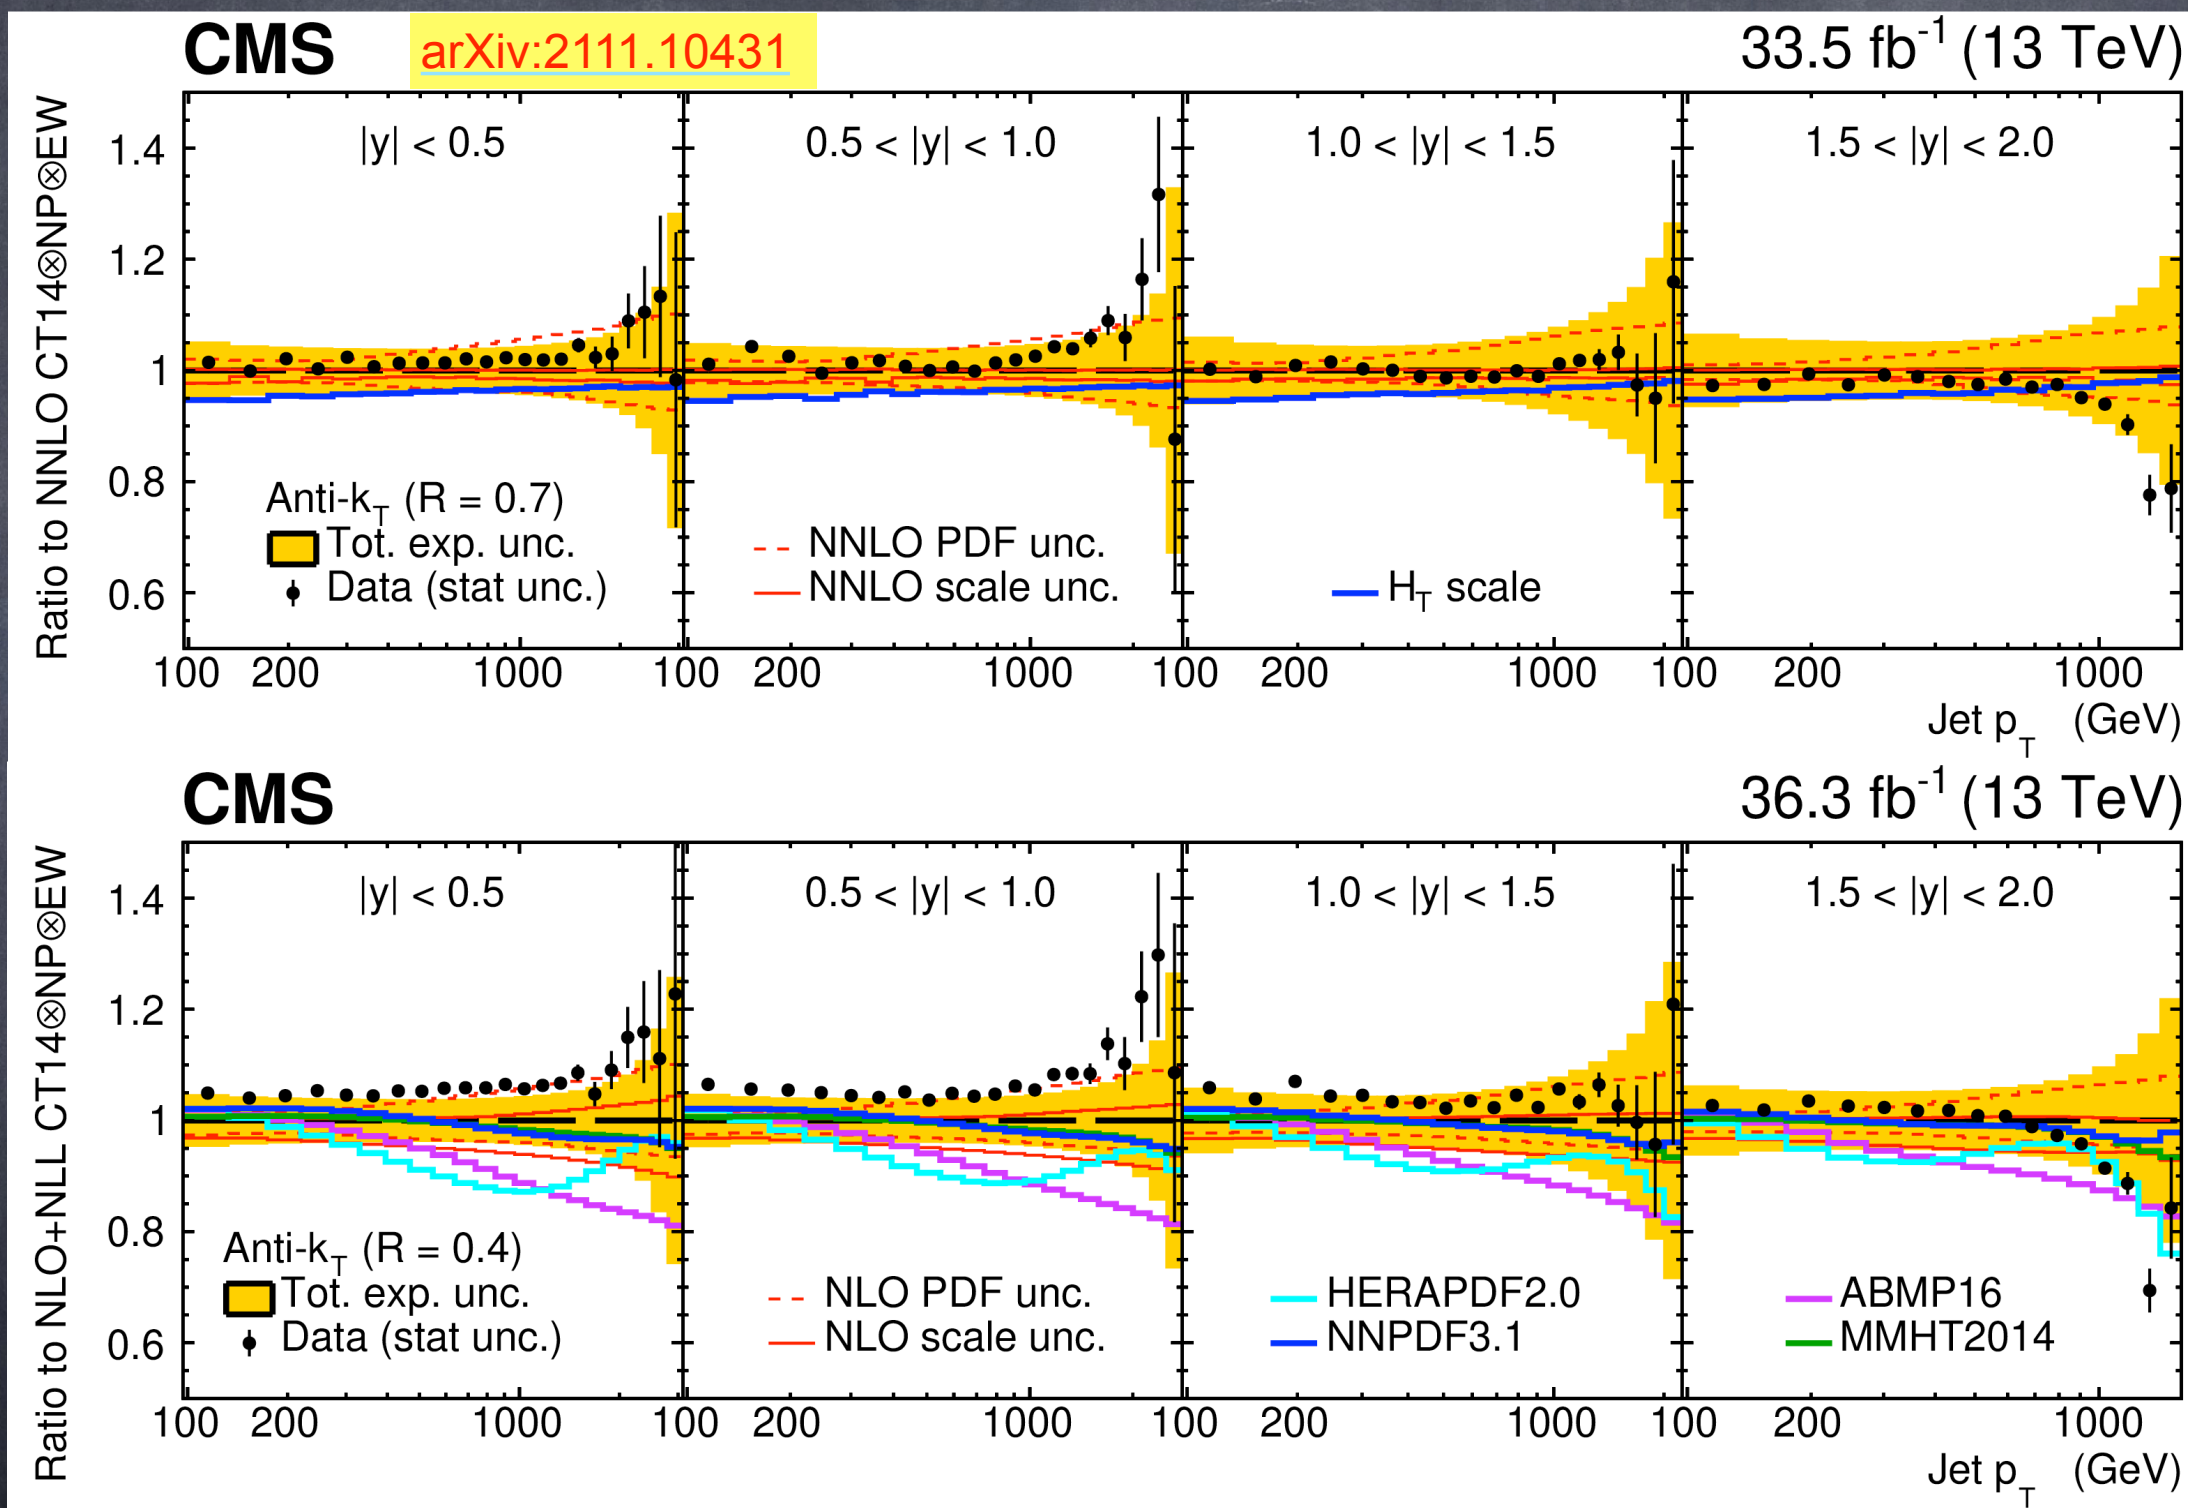 CMS arXiv:2111.10431 33.5 fb⁻¹ (13 TeV)
Ratio to NNLO CT14⊗NP⊗EW
|y| < 0.5 0.5 < |y| < 1.0 1.0 < |y| < 1.5 1.5 < |y| < 2.0
1.4
1.2
1
0.8
0.6
Anti-k_T (R = 0.7)
Tot. exp. unc. NNLO PDF unc.
Data (stat unc.) NNLO scale unc. H_T scale
100 200 1000 100 200 1000 100 200 1000 100 200 1000
Jet p_T (GeV)
CMS 36.3 fb⁻¹ (13 TeV)
Ratio to NLO+NLL CT14⊗NP⊗EW
|y| < 0.5 0.5 < |y| < 1.0 1.0 < |y| < 1.5 1.5 < |y| < 2.0
1.4
1.2
1
0.8
0.6
Anti-k_T (R = 0.4)
Tot. exp. unc. NLO PDF unc. HERAPDF2.0 ABMP16
Data (stat unc.) NLO scale unc. NNPDF3.1 MMHT2014
100 200 1000 100 200 1000 100 200 1000 100 200 1000
Jet p_T (GeV)